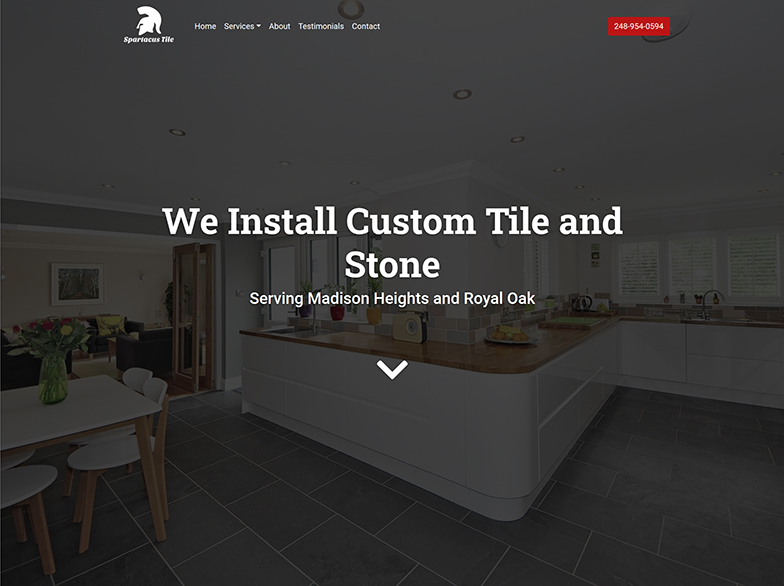 Spartacus Tile
Home Services About Testimonials Contact
248-954-0594
We Install Custom Tile and
Stone
Serving Madison Heights and Royal Oak